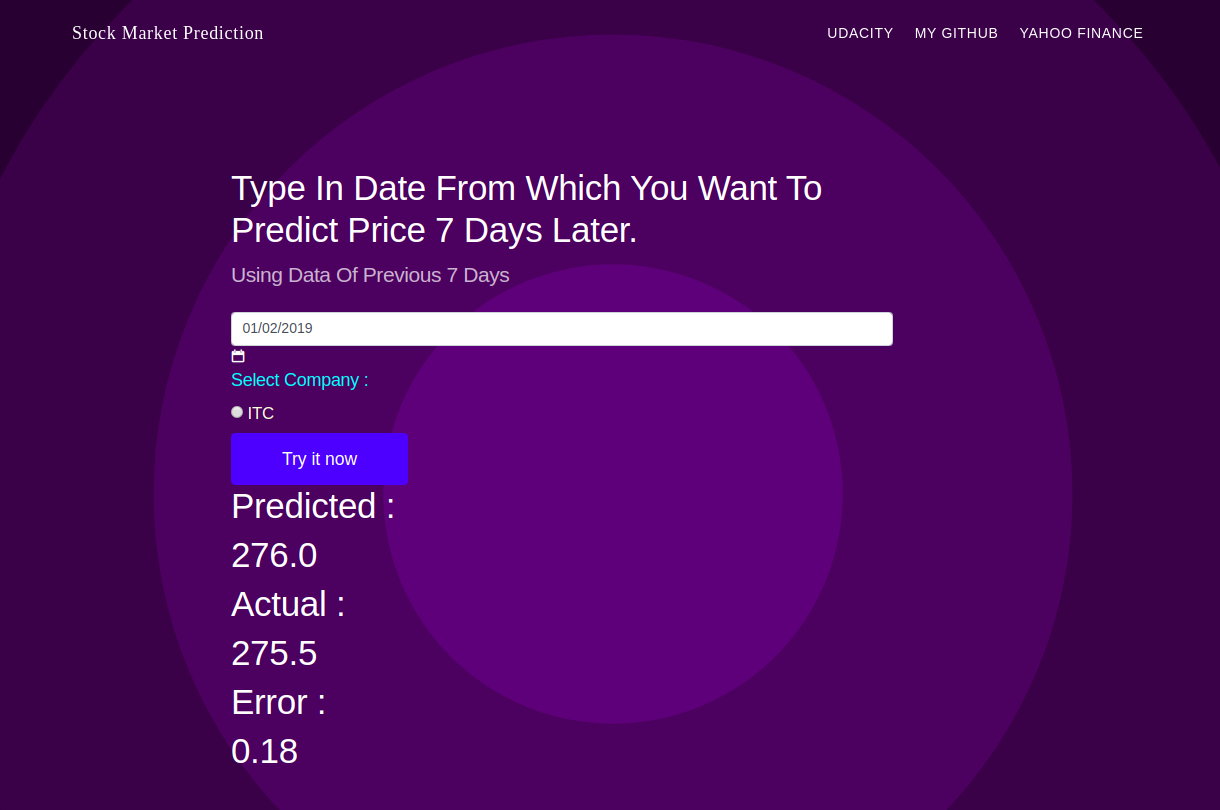 Stock Market Prediction
UDACITY MY GITHUB YAHOO FINANCE
Type In Date From Which You Want To
Predict Price 7 Days Later.
Using Data Of Previous 7 Days
01/02/2019
Select Company :
ITC
Try it now
Predicted :
276.0
Actual :
275.5
Error :
0.18